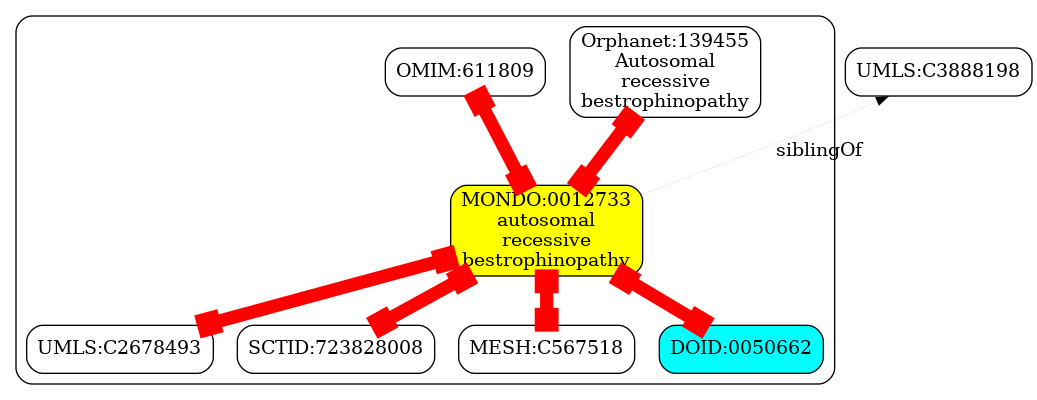 Orphanet:139455
Autosomal
recessive
bestrophinopathy
OMIM:611809
UMLS:C3888198
siblingOf
MONDO:0012733
autosomal
recessive
bestrophinopathy
UMLS:C2678493
SCTID:723828008
MESH:C567518
DOID:0050662